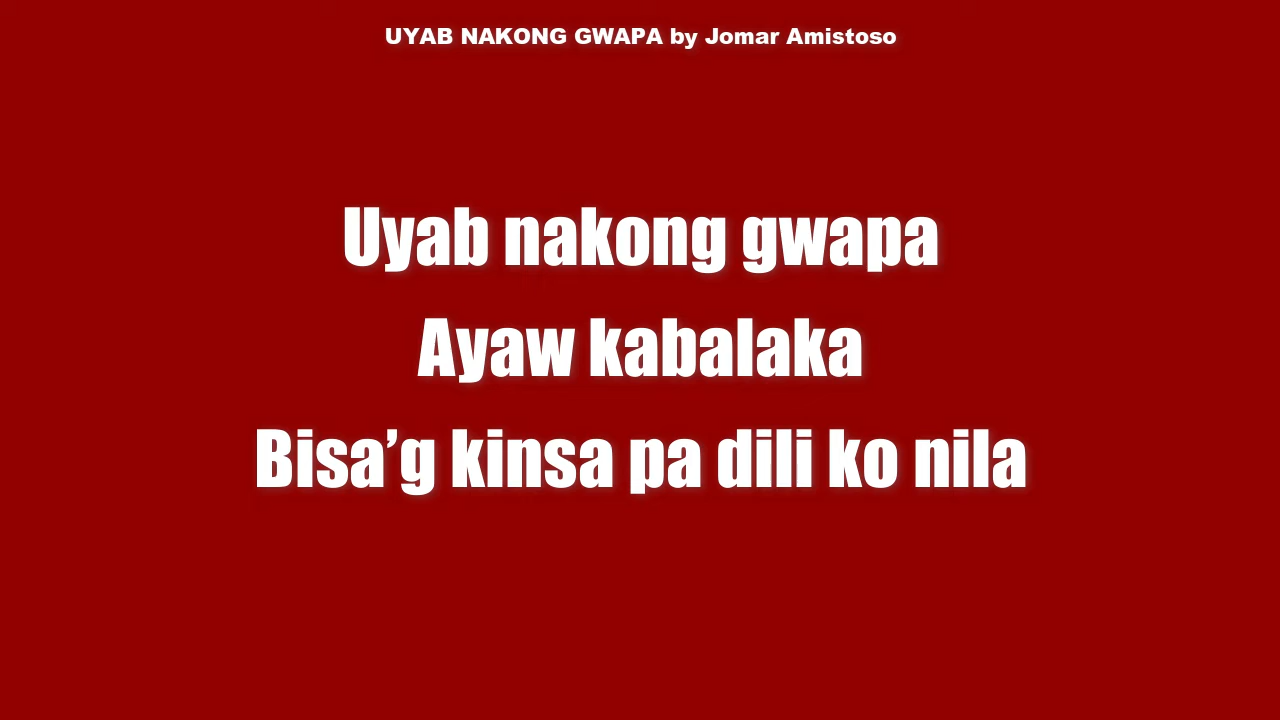 UYAB NAKONG GWAPA by Jomar Amistoso
Uyab nakong gwapa
Ayaw kabalaka
Bisa’g kinsa pa dili ko nila